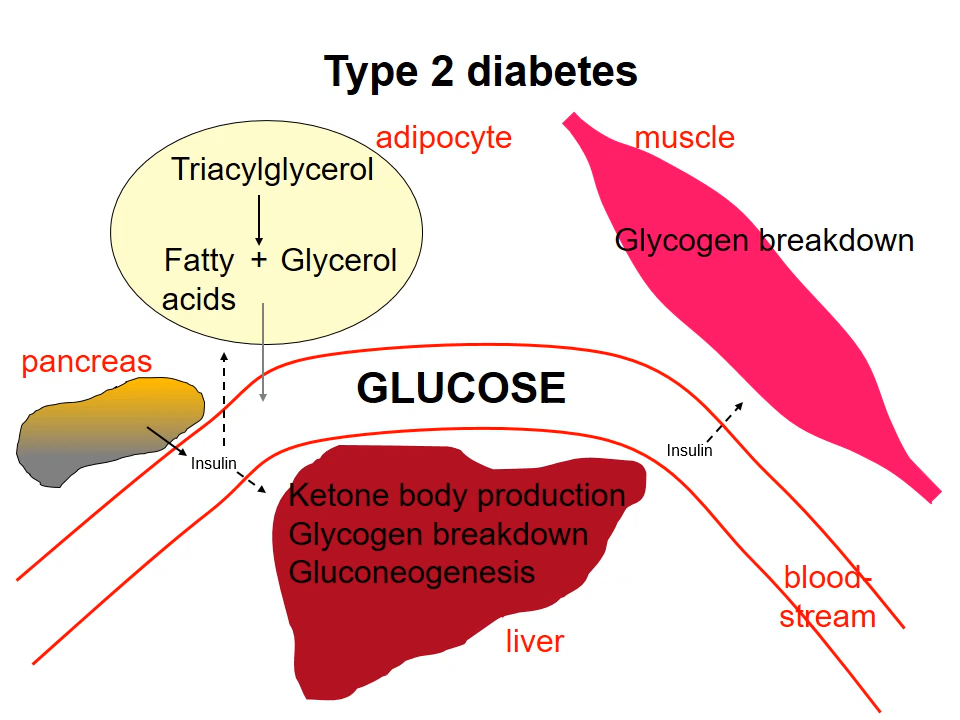 Type 2 diabetes
adipocyte
muscle
Triacylglycerol
Glycogen breakdown
Fatty + Glycerol
acids
pancreas
GLUCOSE
Insulin
Insulin
Ketone body production
Glycogen breakdown
Gluconeogenesis
blood-
stream
liver